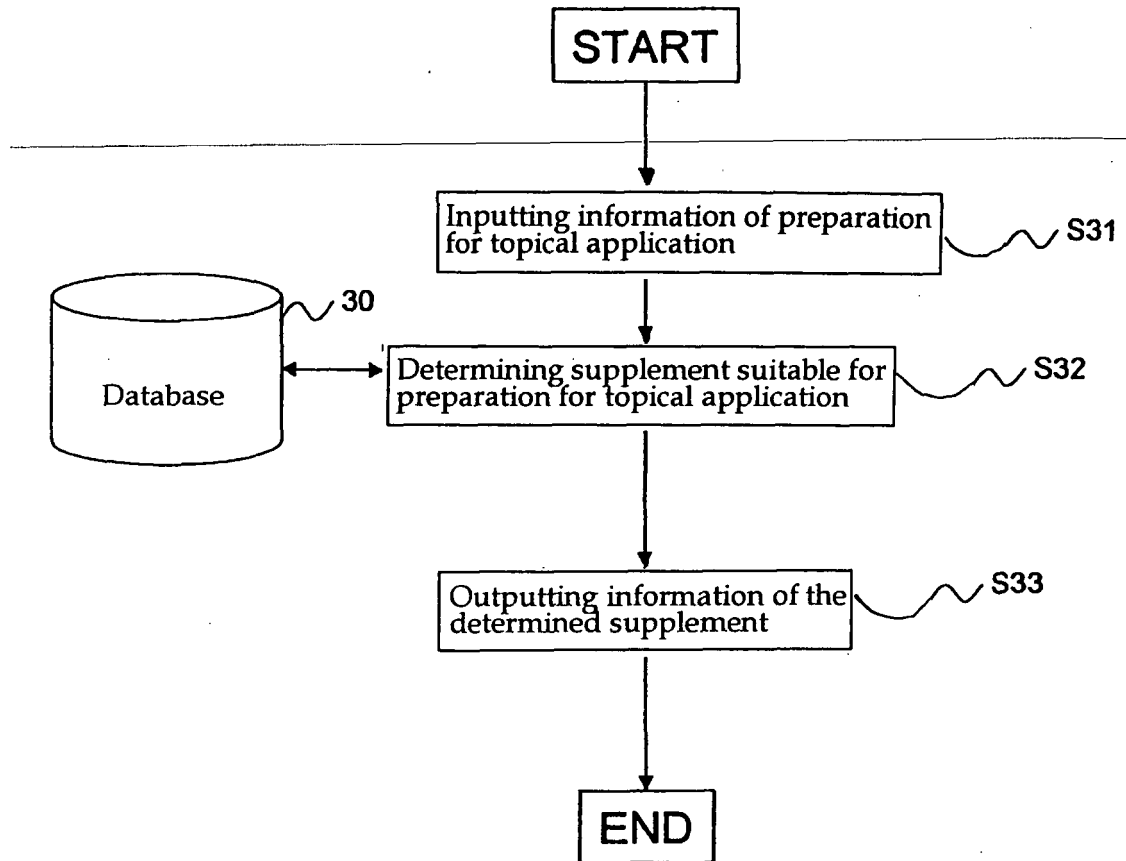 START
Inputting information of preparation
for topical application
S31
30
Database
Determining supplement suitable for
preparation for topical application
S32
Outputting information of the
determined supplement
S33
END